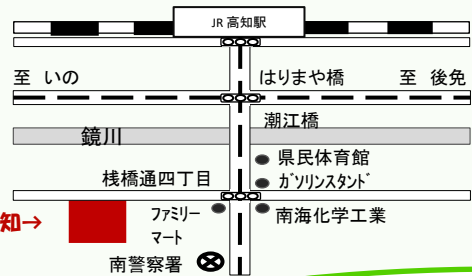 JR 高知駅
至 いの
はりまや橋
至 後免
潮江橋
鏡川
県民体育館
ｶﾞソリンスタンド
桟橋通四丁目
知→
ファミリー
マート
南海化学工業
南警察署